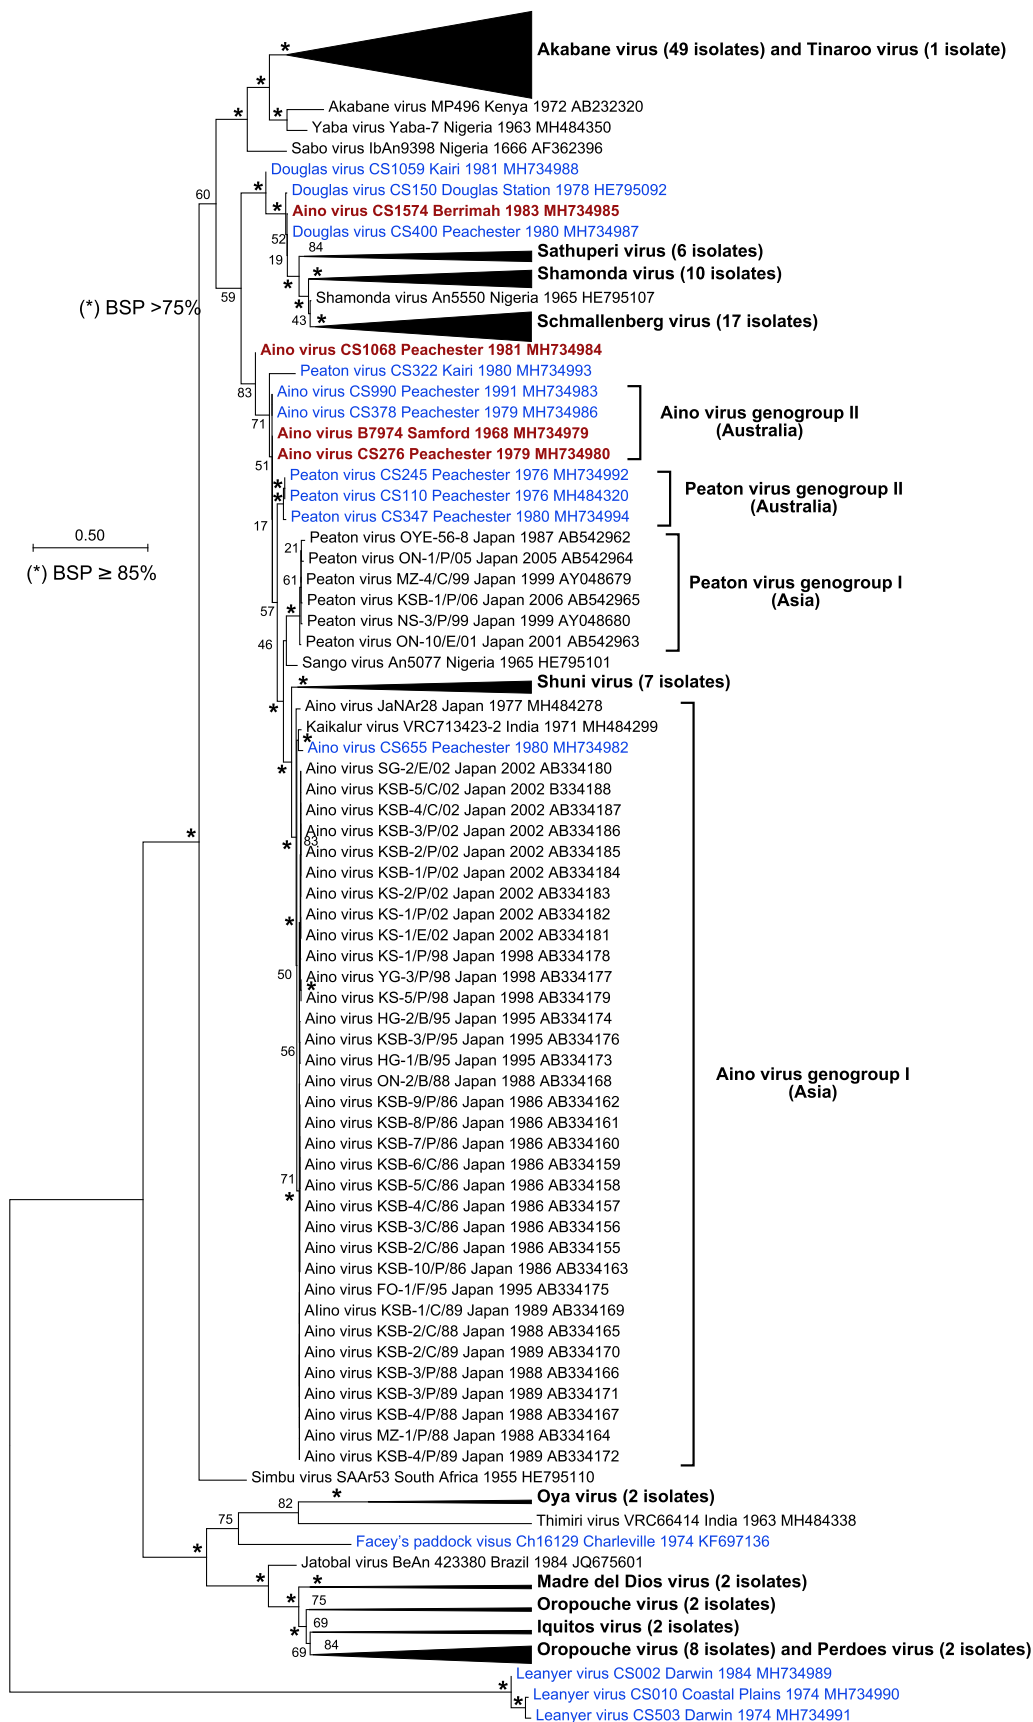 *
Akabane virus (49 isolates) and Tinaroo virus (1 isolate)
*
* *
Akabane virus MP496 Kenya 1972 AB232320
Yaba virus Yaba-7 Nigeria 1963 MH484350
Sabo virus IbAn9398 Nigeria 1666 AF362396
Douglas virus CS1059 Kairi 1981 MH734988
60
*
Douglas virus CS150 Douglas Station 1978 HE795092
*
Aino virus CS1574 Berrimah 1983 MH734985
Douglas virus CS400 Peachester 1980 MH734987
52
84
Sathuperi virus (6 isolates)
19
*
Shamonda virus (10 isolates)
*
59
Shamonda virus An5550 Nigeria 1965 HE795107
(*) BSP >75%
*
43
*
Schmallenberg virus (17 isolates)
Aino virus CS1068 Peachester 1981 MH734984
Peaton virus CS322 Kairi 1980 MH734993
83
Aino virus CS990 Peachester 1991 MH734983
Aino virus CS378 Peachester 1979 MH734986
Aino virus genogroup II
(Australia)
71
Aino virus B7974 Samford 1968 MH734979
Aino virus CS276 Peachester 1979 MH734980
51
Peaton virus CS245 Peachester 1976 MH734992
*
Peaton virus genogroup II
(Australia)
*
Peaton virus CS110 Peachester 1976 MH484320
Peaton virus CS347 Peachester 1980 MH734994
17
0.50
(*) BSP ≥ 85%
Peaton virus OYE-56-8 Japan 1987 AB542962
21
Peaton virus ON-1/P/05 Japan 2005 AB542964
61
Peaton virus MZ-4/C/99 Japan 1999 AY048679
Peaton virus genogroup I
(Asia)
Peaton virus KSB-1/P/06 Japan 2006 AB542965
57
*
Peaton virus NS-3/P/99 Japan 1999 AY048680
Peaton virus ON-10/E/01 Japan 2001 AB542963
46
Sango virus An5077 Nigeria 1965 HE795101
*
Shuni virus (7 isolates)
*
Aino virus JaNAr28 Japan 1977 MH484278
Kaikalur virus VRC713423-2 India 1971 MH484299
*
Aino virus CS655 Peachester 1980 MH734982
*
Aino virus SG-2/E/02 Japan 2002 AB334180
Aino virus KSB-5/C/02 Japan 2002 B334188
Aino virus KSB-4/C/02 Japan 2002 AB334187
Aino virus KSB-3/P/02 Japan 2002 AB334186
83
*
Aino virus KSB-2/P/02 Japan 2002 AB334185
Aino virus KSB-1/P/02 Japan 2002 AB334184
Aino virus KS-2/P/02 Japan 2002 AB334183
Aino virus KS-1/P/02 Japan 2002 AB334182
*
Aino virus KS-1/E/02 Japan 2002 AB334181
Aino virus KS-1/P/98 Japan 1998 AB334178
50
Aino virus YG-3/P/98 Japan 1998 AB334177
*
Aino virus KS-5/P/98 Japan 1998 AB334179
Aino virus HG-2/B/95 Japan 1995 AB334174
Aino virus KSB-3/P/95 Japan 1995 AB334176
56
Aino virus HG-1/B/95 Japan 1995 AB334173
Aino virus genogroup I
(Asia)
Aino virus ON-2/B/88 Japan 1988 AB334168
Aino virus KSB-9/P/86 Japan 1986 AB334162
Aino virus KSB-8/P/86 Japan 1986 AB334161
Aino virus KSB-7/P/86 Japan 1986 AB334160
Aino virus KSB-6/C/86 Japan 1986 AB334159
71
Aino virus KSB-5/C/86 Japan 1986 AB334158
*
Aino virus KSB-4/C/86 Japan 1986 AB334157
Aino virus KSB-3/C/86 Japan 1986 AB334156
Aino virus KSB-2/C/86 Japan 1986 AB334155
Aino virus KSB-10/P/86 Japan 1986 AB334163
Aino virus FO-1/F/95 Japan 1995 AB334175
AIino virus KSB-1/C/89 Japan 1989 AB334169
Aino virus KSB-2/C/88 Japan 1988 AB334165
Aino virus KSB-2/C/89 Japan 1989 AB334170
Aino virus KSB-3/P/88 Japan 1988 AB334166
Aino virus KSB-3/P/89 Japan 1989 AB334171
Aino virus KSB-4/P/88 Japan 1988 AB334167
Aino virus MZ-1/P/88 Japan 1988 AB334164
Aino virus KSB-4/P/89 Japan 1989 AB334172
*
Simbu virus SAAr53 South Africa 1955 HE795110
*
Oya virus (2 isolates)
82
75
Thimiri virus VRC66414 India 1963 MH484338
Facey's paddock visus Ch16129 Charleville 1974 KF697136
*
Jatobal virus BeAn 423380 Brazil 1984 JQ675601
*
*
Madre del Dios virus (2 isolates)
*
75
Oropouche virus (2 isolates)
69
*
Iquitos virus (2 isolates)
69
84
Oropouche virus (8 isolates) and Perdoes virus (2 isolates)
Leanyer virus CS002 Darwin 1984 MH734989
*
Leanyer virus CS010 Coastal Plains 1974 MH734990
*
Leanyer virus CS503 Darwin 1974 MH734991